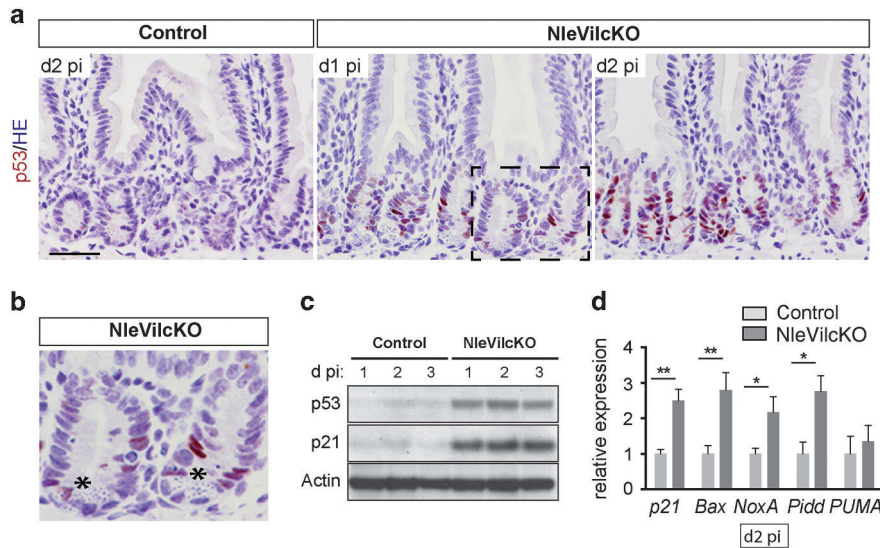 a
Control
NleVilcKO
d2 pi
d1 pi
d2 pi
p53/HE
b
NleVilcKO
*
*
c
Control NleVilcKO
d pi: 1 2 3 1 2 3
p53
p21
Actin
d
Control
NleVilcKO
relative expression
4
3
2
1
0
** ** * *
p21 Bax NoxA Pidd PUMA
d2 pi